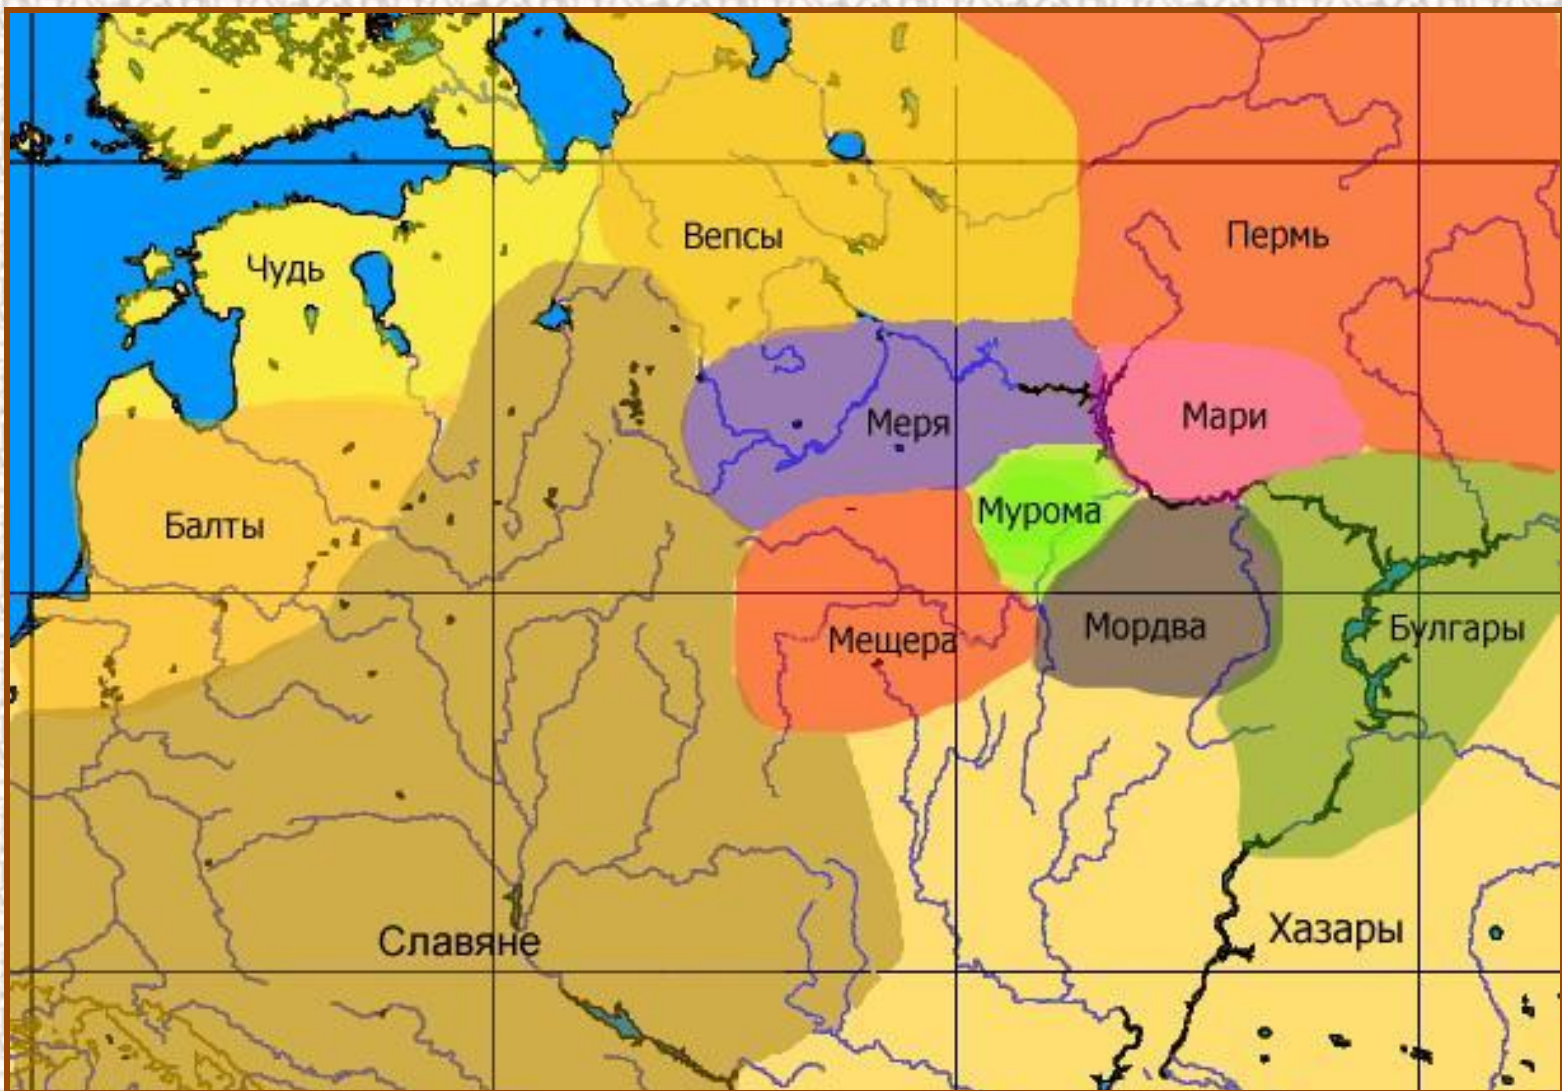 Вепсы
Пермь
Чудь
Меря
Мари
Мурома
Балты
Мещера
Мордва
Булгары
Славяне
Хазары